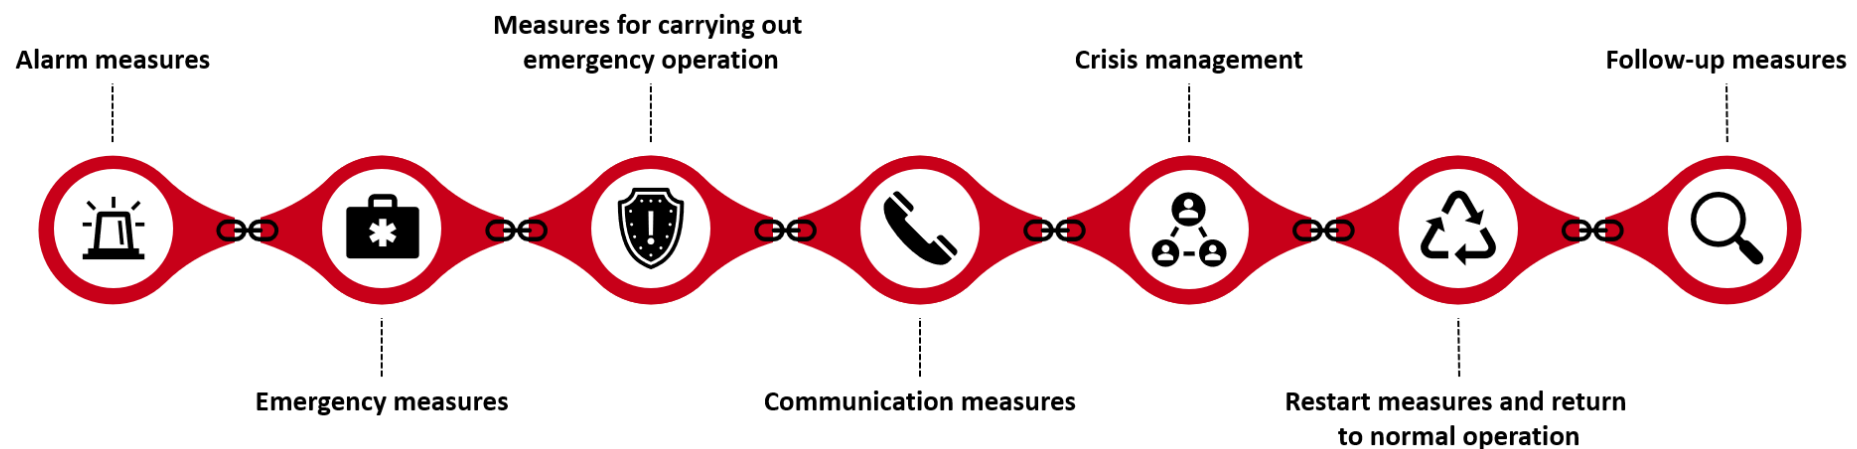 Alarm measures
Emergency measures
Measures for carrying out
emergency operation
Communication measures
Crisis management
Restart measures and return
to normal operation
Follow-up measures